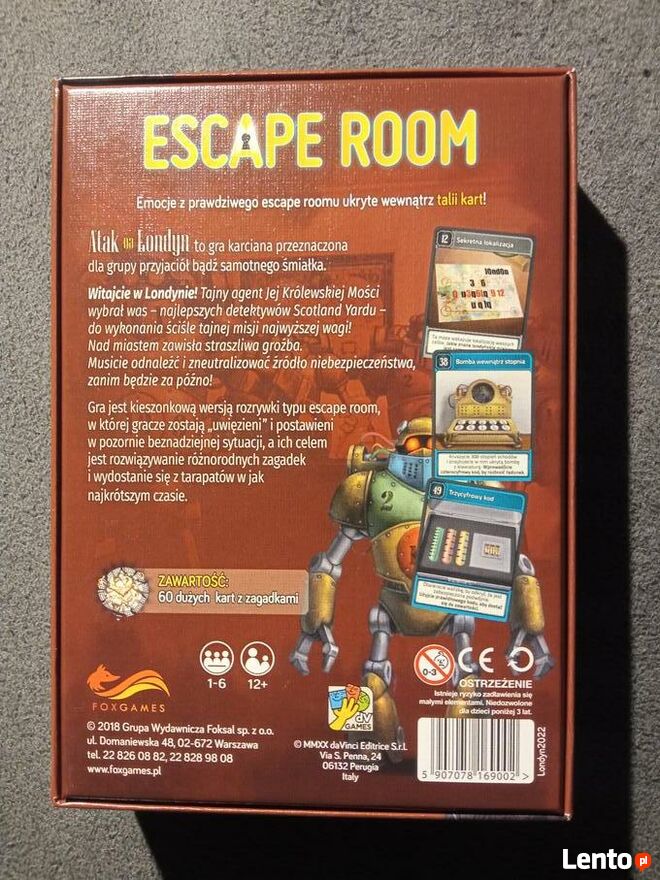 ESCAPE ROOM
Emocje z prawdziwego escape roomu ukryte wewnątrz talii kart!
Atak na Londyn to gra karciana przeznaczona
dla grupy przyjaciół bądź samotnego śmiałka.
Witajcie w Londynie! Tajny agent Jej Królewskiej Mości
wybrał was – najlepszych detektywów Scotland Yardu –
do wykonania ściśle tajnej misji najwyższej wagi!
Nad miastem zawisła straszliwa groźba.
Musicie odnaleźć i zneutralizować źródło niebezpieczeństwa,
zanim będzie za późno!
Gra jest kieszonkową wersją rozrywki typu escape room,
w której gracze zostają „uwięzieni” i postawieni
w pozornie beznadziejnej sytuacji, a ich celem
jest rozwiązywanie różnorodnych zagadek
i wydostanie się z tarapatów w jak
najkrótszym czasie.
12 Sekretna lokalizacja
38 Bomba wewnątrz stopnia
49 Trzycyfrowy kod
2
ZAWARTOŚĆ:
60 dużych kart z zagadkami
FOXGAMES
1-6
12+
dV
GAMES
0-3
CE
OSTRZEŻENIE
Istnieje ryzyko zadławienia się
małymi elementami. Niedozwolone
dla dzieci poniżej 3 lat.
© 2018 Grupa Wydawnicza Foksal sp. z o.o.
ul. Domaniewska 48, 02-672 Warszawa
tel. 22 826 08 82, 22 828 98 08
www.foxgames.pl
© MMXX daVinci Editrice S.r.l.
Via S. Penna, 24
06132 Perugia
Italy
5 907078 169002 >
Londyn2022
Lento pl